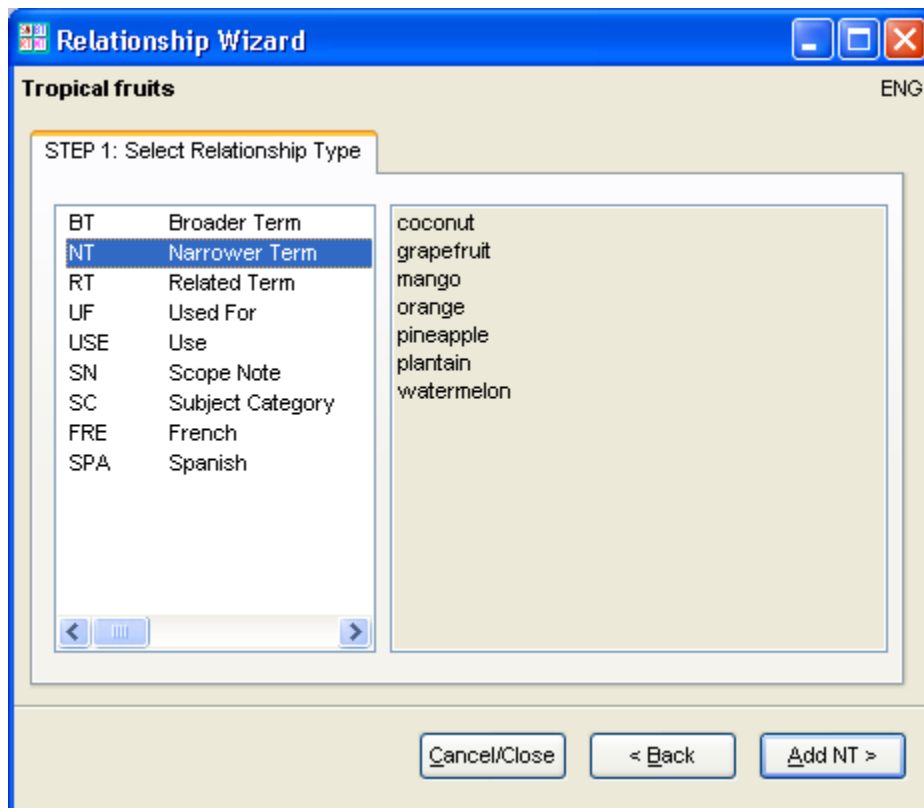 Relationship Wizard
Tropical fruits ENG
STEP 1: Select Relationship Type
BT Broader Term
NT Narrower Term
RT Related Term
UF Used For
USE Use
SN Scope Note
SC Subject Category
FRE French
SPA Spanish
coconut
grapefruit
mango
orange
pineapple
plantain
watermelon
Cancel/Close < Back Add NT >